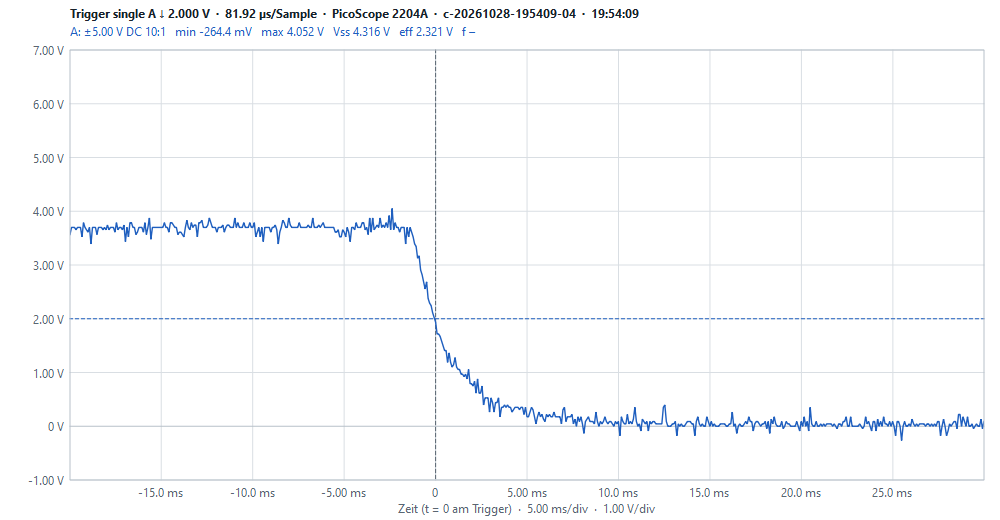 Trigger single A ↓ 2.000 V · 81.92 µs/Sample · PicoScope 2204A · c-20261028-195409-04 · 19:54:09
A: ±5.00 V DC 10:1 min -264.4 mV max 4.052 V Vss 4.316 V eff 2.321 V f –
7.00 V
6.00 V
5.00 V
4.00 V
3.00 V
2.00 V
1.00 V
0 V
-1.00 V
-15.0 ms -10.0 ms -5.00 ms 0 5.00 ms 10.0 ms 15.0 ms 20.0 ms 25.0 ms
Zeit (t = 0 am Trigger) · 5.00 ms/div · 1.00 V/div